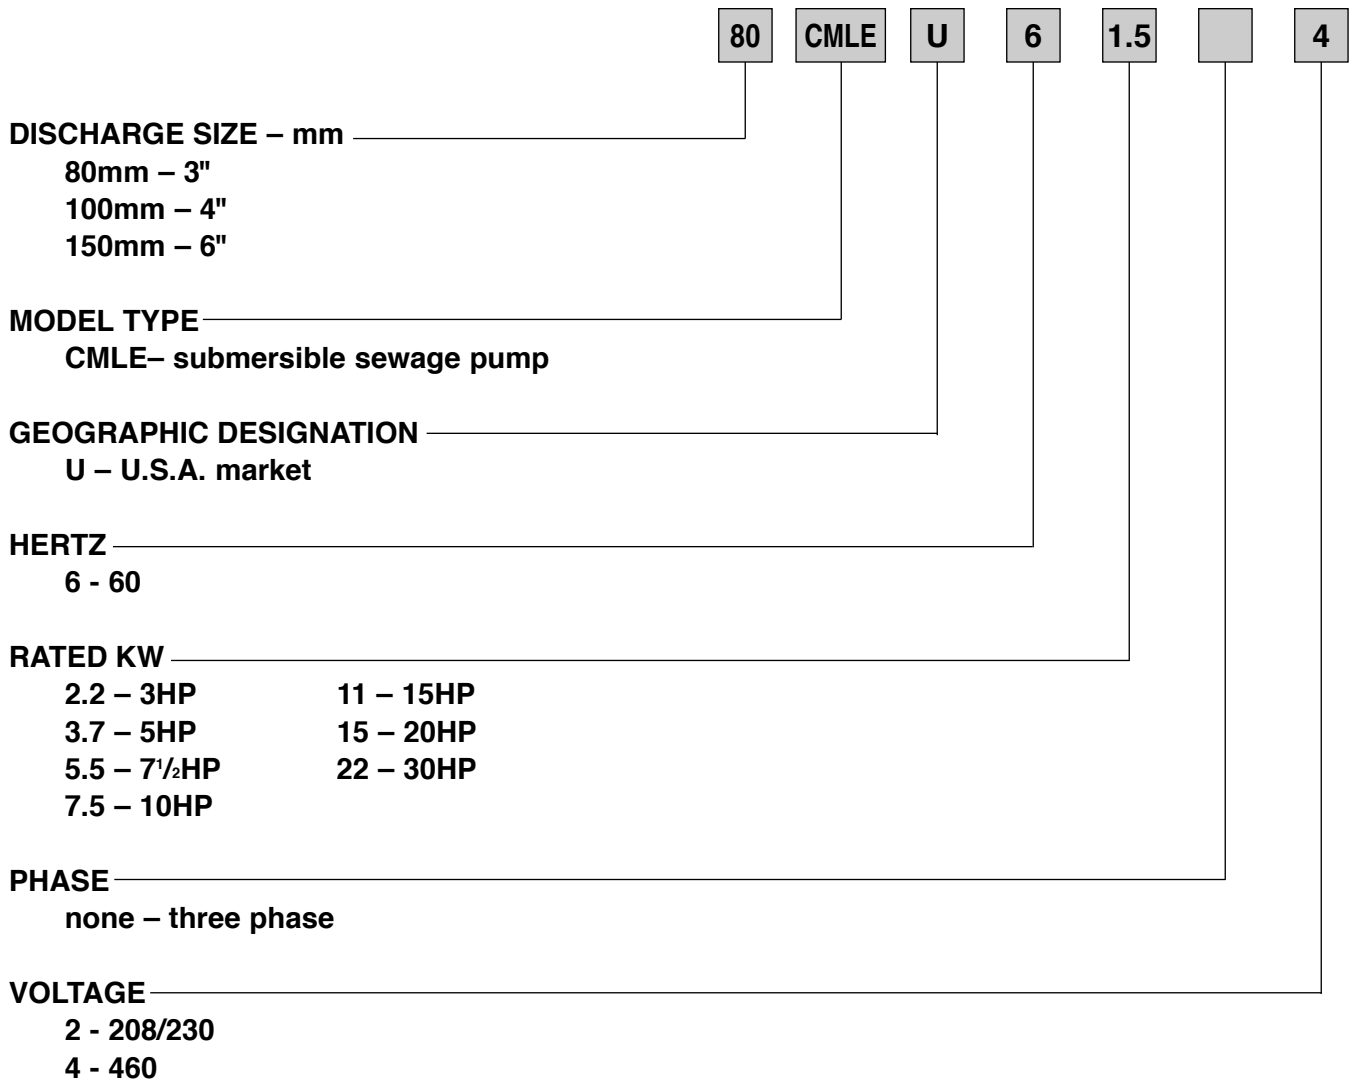 80 CMLE U 6 1.5 4
DISCHARGE SIZE – mm
80mm – 3"
100mm – 4"
150mm – 6"
MODEL TYPE
CMLE– submersible sewage pump
GEOGRAPHIC DESIGNATION
U – U.S.A. market
HERTZ
6 - 60
RATED KW
2.2 – 3HP 11 – 15HP
3.7 – 5HP 15 – 20HP
5.5 – 71/2HP 22 – 30HP
7.5 – 10HP
PHASE
none – three phase
VOLTAGE
2 - 208/230
4 - 460